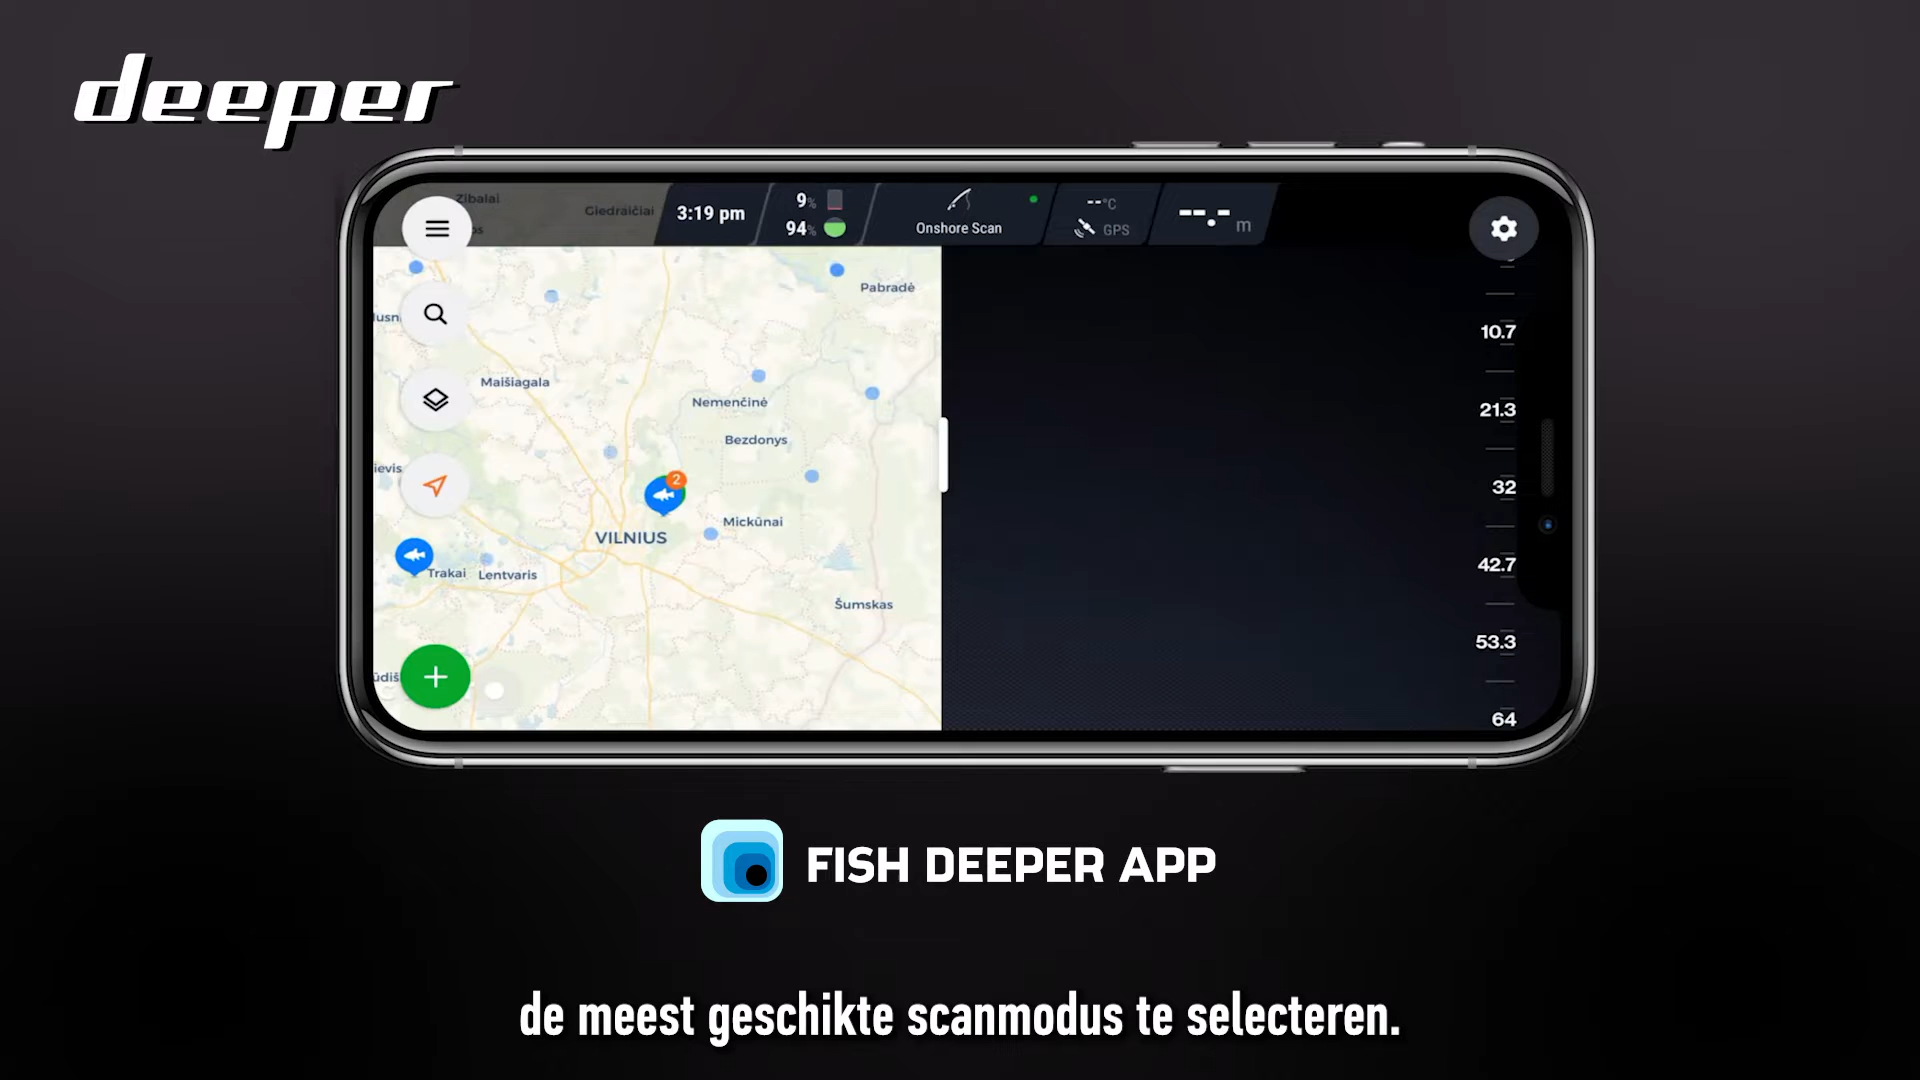 deeper
Zibalai
Giedraičiai
3:19 pm
9%
94%
Onshore Scan
--°C
GPS
--.- m
Pabradė
Maišiagala
Nemenčinė
Bezdonys
2
Mickūnai
VILNIUS
Trakai
Lentvaris
Šumskas
10.7
21.3
32
42.7
53.3
64
FISH DEEPER APP
de meest geschikte scanmodus te selecteren.